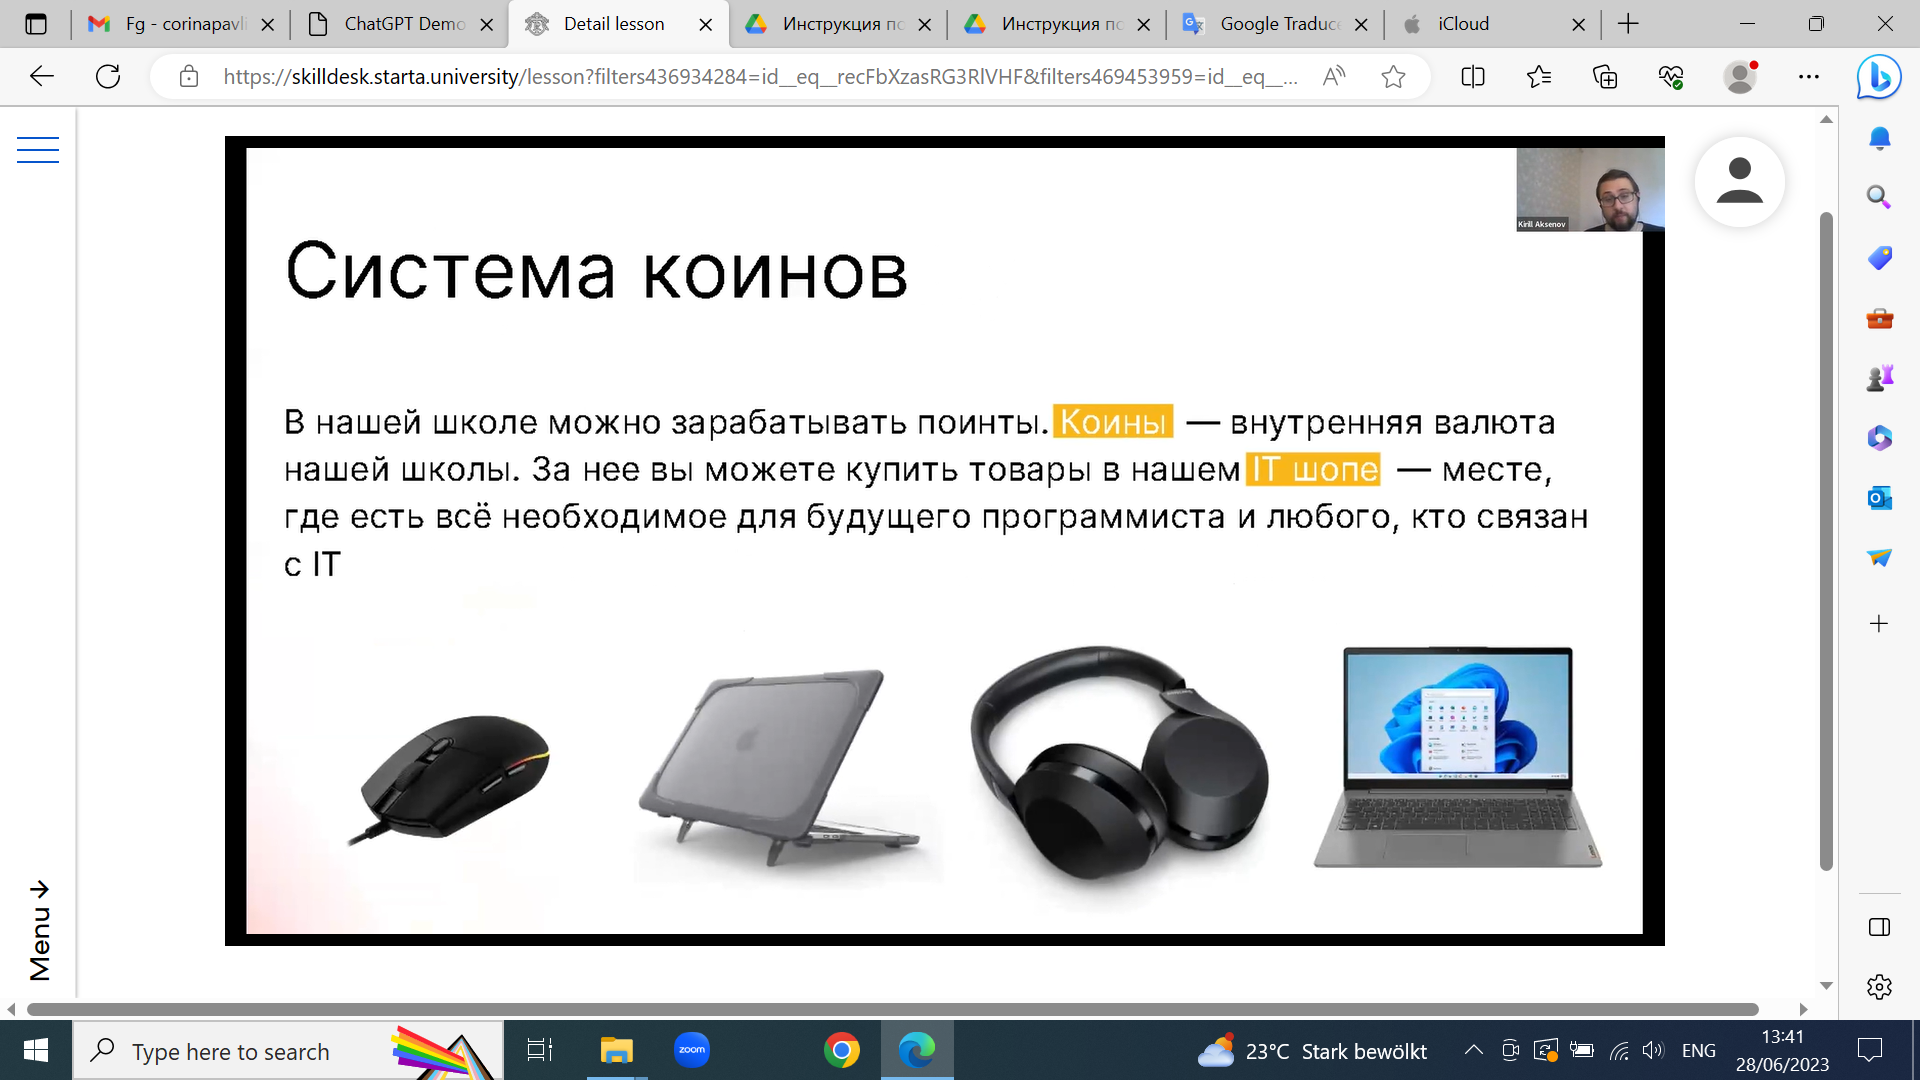 Fg - corinapavli
ChatGPT Demo
Detail lesson
Инструкция по
Инструкция по
Google Traduce
iCloud
https://skilldesk.starta.university/lesson?filters436934284=id__eq__recFbXzasRG3RlVHF&filters469453959=id__eq__...
Kirill Aksenov
Система коинов
В нашей школе можно зарабатывать поинты. Коины — внутренняя валюта
нашей школы. За нее вы можете купить товары в нашем IT шопе — месте,
где есть всё необходимое для будущего программиста и любого, кто связан
с IT
Menu →
Type here to search
zoom
23°C Stark bewölkt
ENG
13:41
28/06/2023